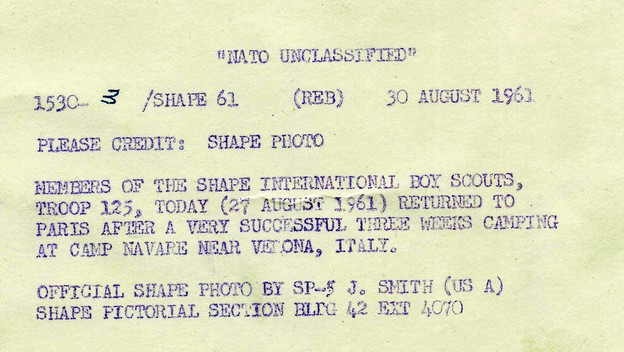 "NATO UNCLASSIFIED"
1530- 3 /SHAPE 61 (REB) 30 AUGUST 1961
PLEASE CREDIT: SHAPE PHOTO
MEMBERS OF THE SHAPE INTERNATIONAL BOY SCOUTS,
TROOP 125, TODAY (27 AUGUST 1961) RETURNED TO
PARIS AFTER A VERY SUCCESSFUL THREE WEEKS CAMPING
AT CAMP NAVARE NEAR VERONA, ITALY.
OFFICIAL SHAPE PHOTO BY SP-5 J. SMITH (US A)
SHAPE PICTORIAL SECTION BLDG 42 EXT 4070